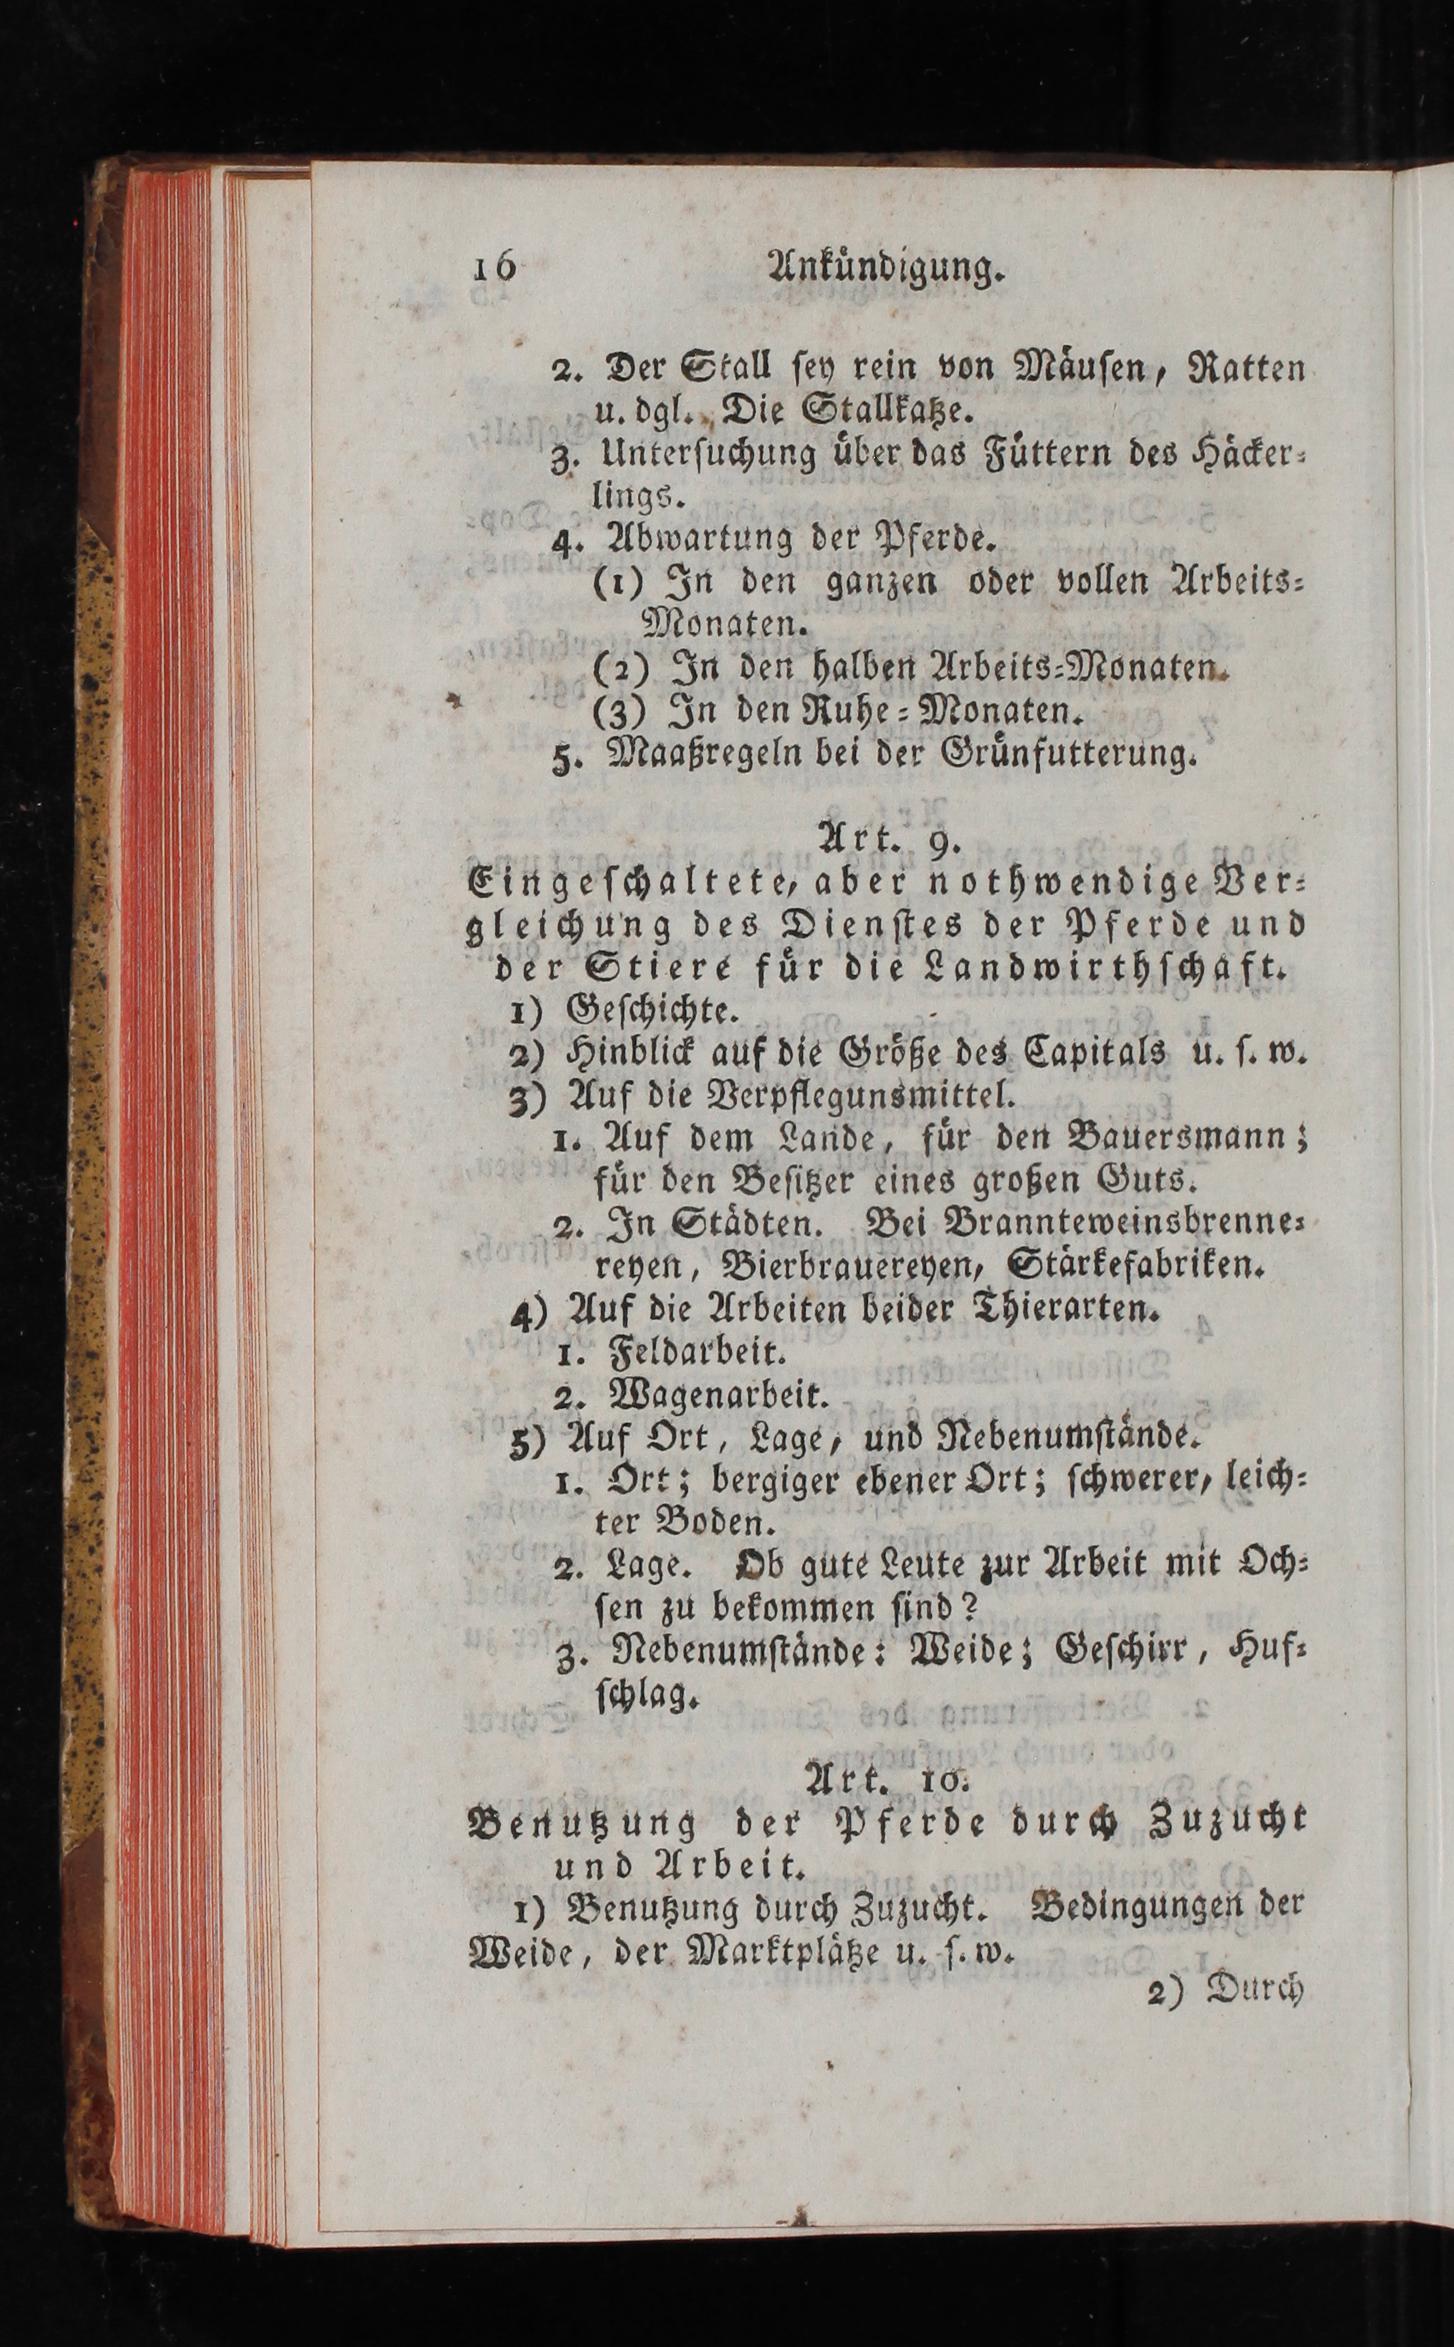 16 Ankündigung.
2. Der Stall ſey rein von Mäuſen, Ratten
u. dgl. Die Stallkatze.
3. Unterſuchung über das Füttern des Häcker-
lings.
4. Abwartung der Pferde.
(1) In den ganzen oder vollen Arbeits-
Monaten.
(2) In den halben Arbeits-Monaten.
(3) In den Ruhe-Monaten.
5. Maaßregeln bei der Grünfutterung.
Art. 9.
Eingeſchaltete, aber nothwendige Ver-
gleichung des Dienſtes der Pferde und
der Stiere für die Landwirthſchaft.
1) Geſchichte.
2) Hinblick auf die Größe des Capitals u. ſ. w.
3) Auf die Verpflegunsmittel.
1. Auf dem Lande, für den Bauersmann;
für den Beſitzer eines großen Guts.
2. In Städten. Bei Brannteweinsbrenne-
reyen, Bierbrauereyen, Stärkefabriken.
4) Auf die Arbeiten beider Thierarten.
1. Feldarbeit.
2. Wagenarbeit.
5) Auf Ort, Lage, und Nebenumſtände.
1. Ort; bergiger ebener Ort; ſchwerer, leich-
ter Boden.
2. Lage. Ob gute Leute zur Arbeit mit Och-
ſen zu bekommen ſind?
3. Nebenumſtände: Weide; Geſchirr, Huf-
ſchlag.
Art. 10.
Benutzung der Pferde durch Zuzucht
und Arbeit.
1) Benutzung durch Zuzucht. Bedingungen der
Weide, der Marktplätze u. ſ. w.
2) Durch